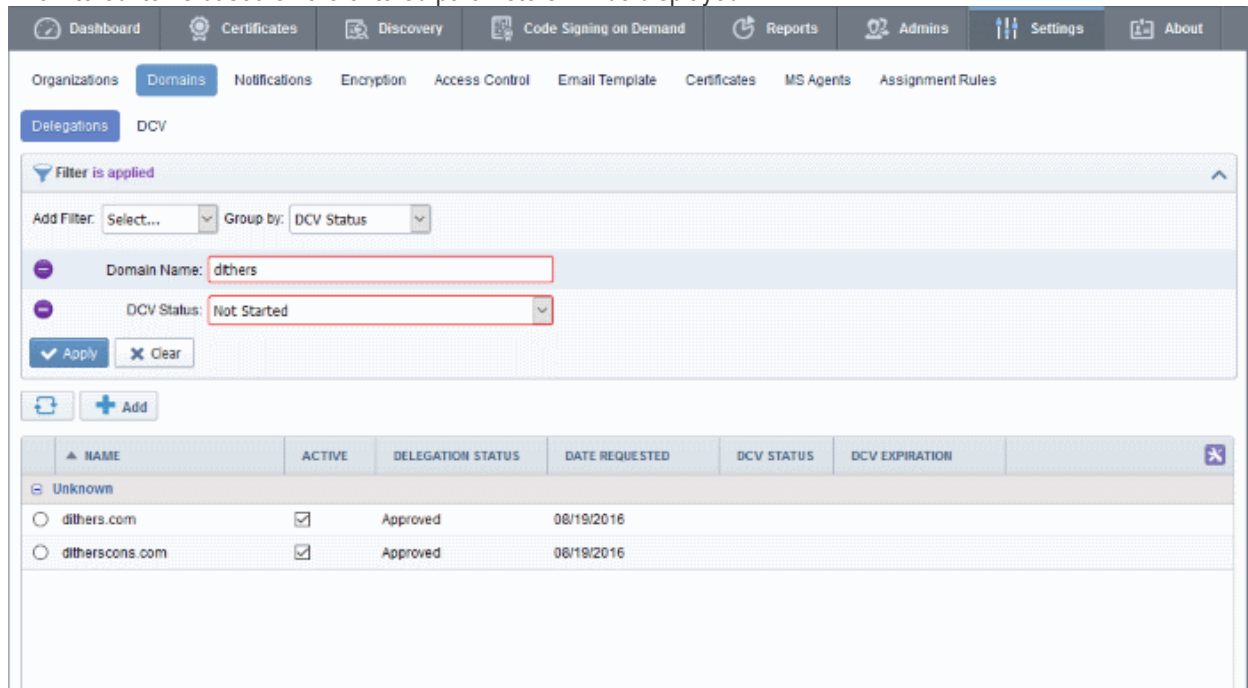 Dashboard Certificates Discovery Code Signing on Demand Reports Admins Settings About
Organizations Domains Notifications Encryption Access Control Email Template Certificates MS Agents Assignment Rules
Delegations DCV
Filter is applied
Add Filter: Select... Group by: DCV Status
Domain Name: dithers
DCV Status: Not Started
Apply Clear
Add
NAME ACTIVE DELEGATION STATUS DATE REQUESTED DCV STATUS DCV EXPIRATION
Unknown
dithers.com Approved 08/19/2016
ditherscons.com Approved 08/19/2016